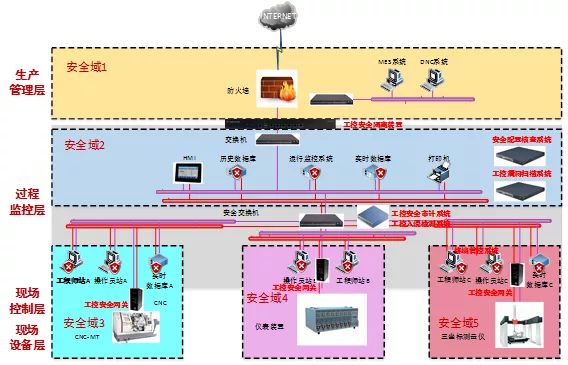 INTERNET
生产
管理层
安全域1
防火墙
MES系统
DNC系统
工控安全隔离装置
交换机
过程
监控层
安全域2
HMI
历史数据库
运行监控系统
实时数据库
打印机
安全配置核查系统
工控漏洞扫描系统
安全交换机
工控安全审计系统
工控入侵检测系统
现场
控制层
现场
设备层
工程师站A
操作员站A
实时
数据库A
工控安全网关
CNC
安全域3
CNC-MT
操作员站B
工程师站B
工控安全网关
安全域4
仪表装置
工程师站C
操作员站C
实时
数据库C
工控安全网关
安全域5
三坐标测云仪